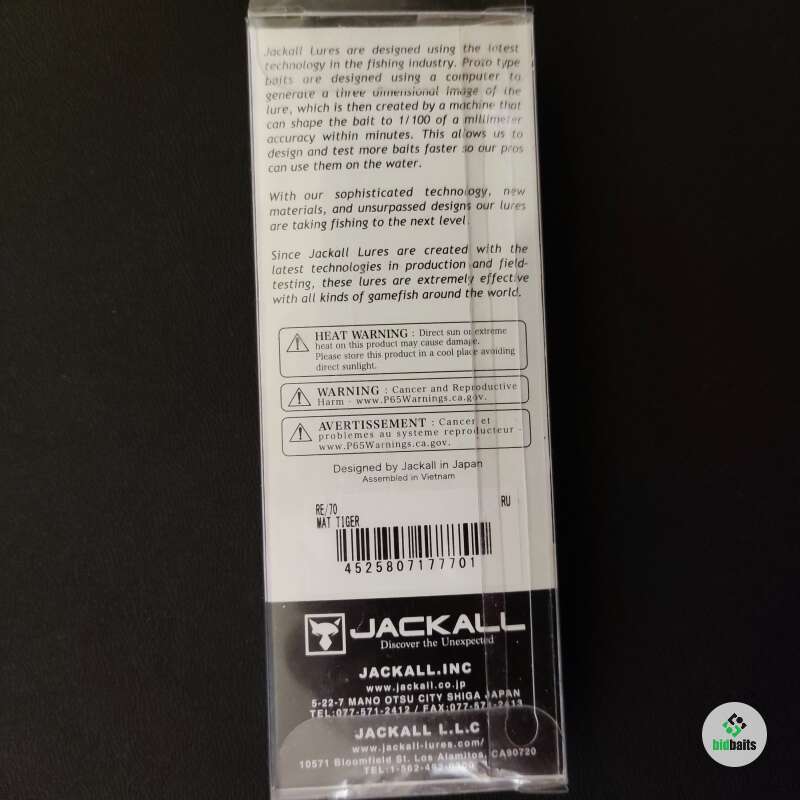 Jackall Lures are designed using the latest
technology in the fishing industry. Proto type
baits are designed using a computer to
generate a three dimensional image of the
lure, which is then created by a machine that
can shape the bait to 1/100 of a millimeter
accuracy within minutes. This allows us to
design and test more baits faster so our pros
can use them on the water.
With our sophisticated technology, new
materials, and unsurpassed designs our lures
are taking fishing to the next level.
Since Jackall Lures are created with the
latest technologies in production and field-
testing, these lures are extremely effective
with all kinds of gamefish around the world.
HEAT WARNING : Direct sun or extreme
heat on this product may cause damage.
Please store this product in a cool place avoiding
direct sunlight.
WARNING : Cancer and Reproductive
Harm - www.P65Warnings.ca.gov.
AVERTISSEMENT : Cancer et
problemes au systeme reproducteur -
www.P65Warnings.ca.gov.
Designed by Jackall in Japan
Assembled in Vietnam
RE/70 RU
MAT TIGER
4525807177701
JACKALL
Discover the Unexpected
JACKALL.INC
www.jackall.co.jp
5-22-7 MANO OTSU CITY SHIGA JAPAN
TEL:077-571-2412 / FAX:077-571-2413
JACKALL L.L.C
www.jackall-lures.com/
10571 Bloomfield St. Los Alamitos, CA90720
bidbaits